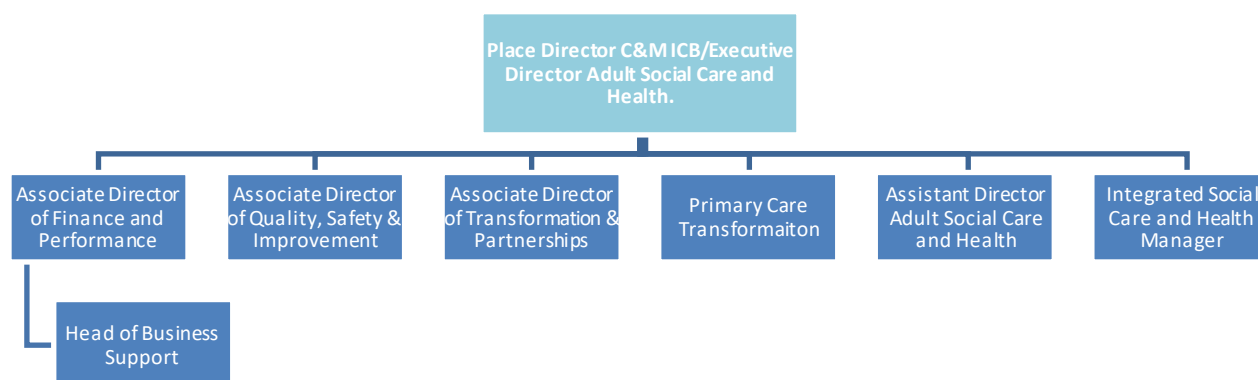 Place Director C&M ICB/Executive
Director Adult Social Care and
Health.
Associate Director
of Finance and
Performance
Associate Director
of Quality, Safety &
Improvement
Associate Director
of Transformation &
Partnerships
Primary Care
Transformaiton
Assistant Director
Adult Social Care
and Health
Integrated Social
Care and Health
Manager
Head of Business
Support